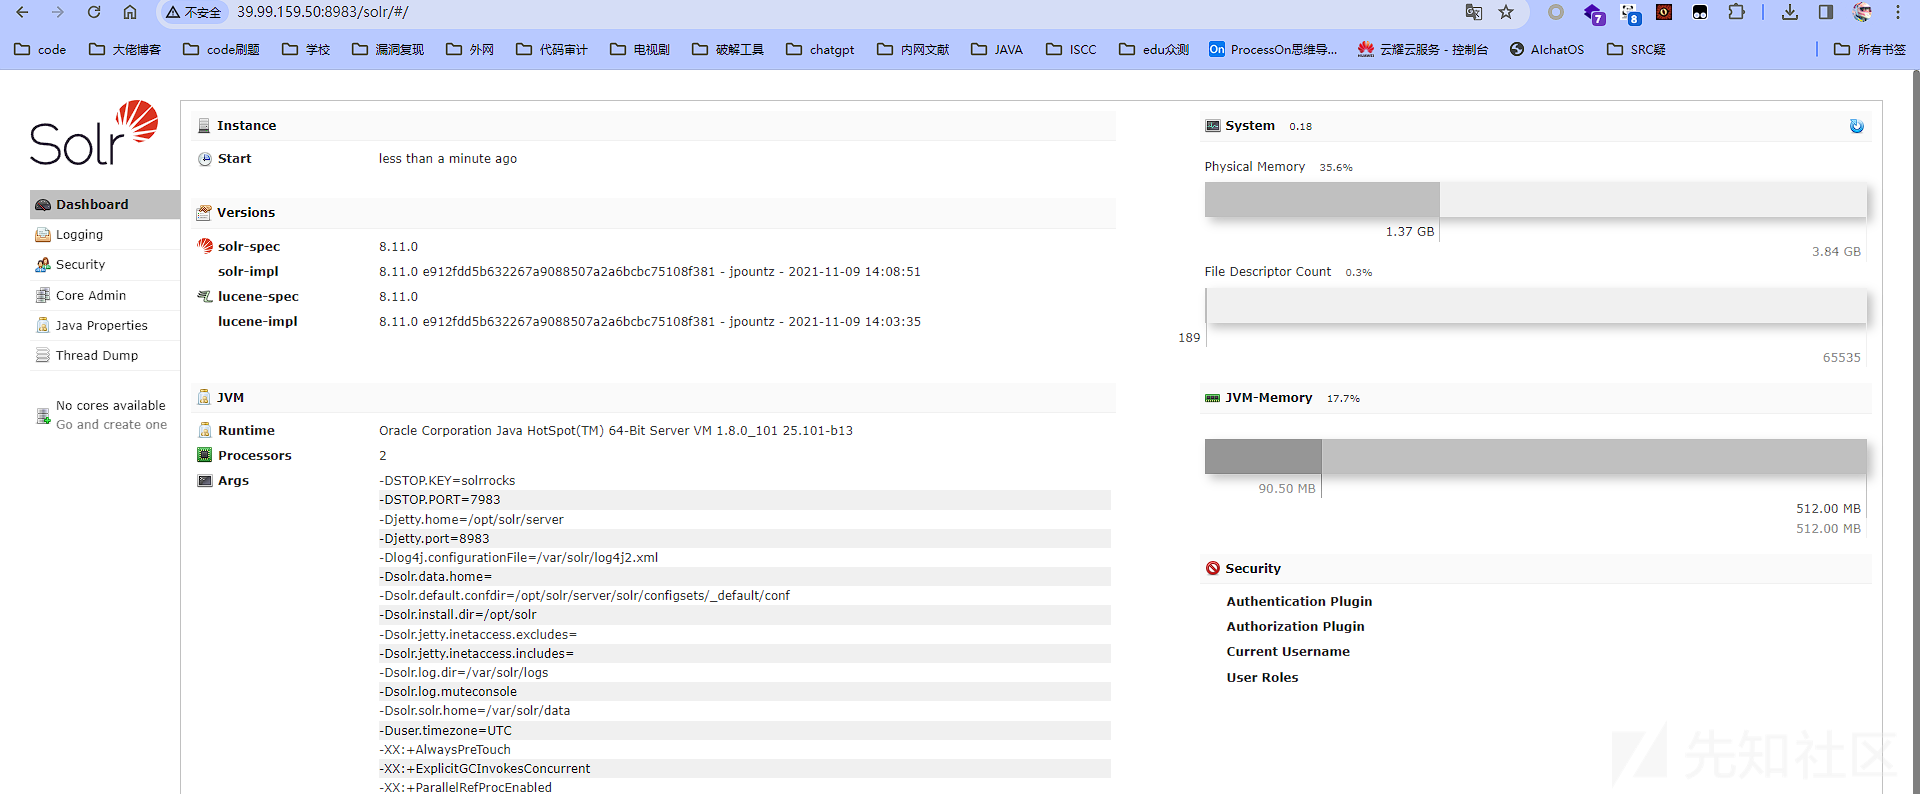 不安全 39.99.159.50:8983/solr/#/ 7 8
code 大佬博客 code刷题 学校 漏洞复现 外网 代码审计 电视剧 破解工具 chatgpt 内网文献 JAVA ISCC edu众测 On ProcessOn思维导... 云耀云服务 - 控制台 AIchatOS SRC疑 所有书签
Solr
Dashboard
Logging
Security
Core Admin
Java Properties
Thread Dump
No cores available
Go and create one
Instance
Start less than a minute ago
Versions
solr-spec 8.11.0
solr-impl 8.11.0 e912fdd5b632267a9088507a2a6bcbc75108f381 - jpountz - 2021-11-09 14:08:51
lucene-spec 8.11.0
lucene-impl 8.11.0 e912fdd5b632267a9088507a2a6bcbc75108f381 - jpountz - 2021-11-09 14:03:35
JVM
Runtime Oracle Corporation Java HotSpot(TM) 64-Bit Server VM 1.8.0_101 25.101-b13
Processors 2
Args -DSTOP.KEY=solrrocks
-DSTOP.PORT=7983
-Djetty.home=/opt/solr/server
-Djetty.port=8983
-Dlog4j.configurationFile=/var/solr/log4j2.xml
-Dsolr.data.home=
-Dsolr.default.confdir=/opt/solr/server/solr/configsets/_default/conf
-Dsolr.install.dir=/opt/solr
-Dsolr.jetty.inetaccess.excludes=
-Dsolr.jetty.inetaccess.includes=
-Dsolr.log.dir=/var/solr/logs
-Dsolr.log.muteconsole
-Dsolr.solr.home=/var/solr/data
-Duser.timezone=UTC
-XX:+AlwaysPreTouch
-XX:+ExplicitGCInvokesConcurrent
-XX:+ParallelRefProcEnabled
System 0.18
Physical Memory 35.6%
1.37 GB
3.84 GB
File Descriptor Count 0.3%
189
65535
JVM-Memory 17.7%
90.50 MB
512.00 MB
512.00 MB
Security
Authentication Plugin
Authorization Plugin
Current Username
User Roles
先知社区